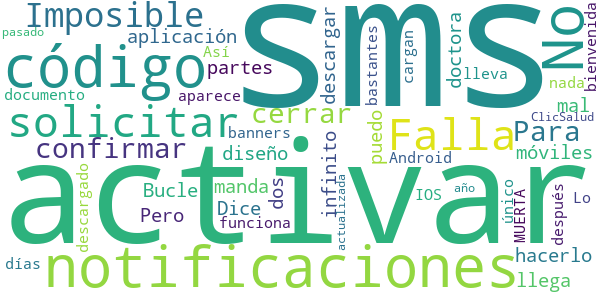 Imposible
sms
No
pasado
aplicación
descargar
bastantes
cargan
doctora
bienvenida
código
Así
partes
lleva
nada
documento
aparece
mal
solicitar
cerrar
puedo
Falla
Para
ClicSalud
confirmar
banners
diseño
infinito
Android
móviles
activar
descargado
Bucle
manda
dos
actualizada
IOS
año
único
MUERTA
después
Lo
Pero
Dice
funciona
hacerlo
días
notificaciones
llega